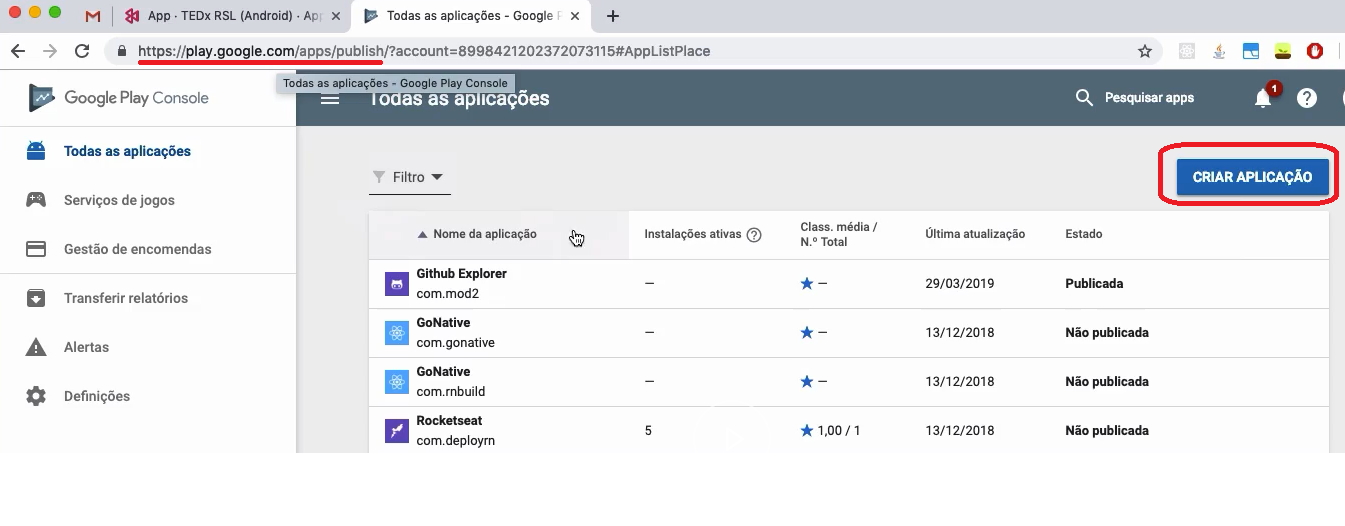 App · TEDx RSL (Android) · App
Todas as aplicações - Google P
https://play.google.com/apps/publish/?account=8998421202372073115#AppListPlace
Todas as aplicações - Google Play Console
Google Play Console
Todas as aplicações
Pesquisar apps
1
Todas as aplicações
Serviços de jogos
Gestão de encomendas
Transferir relatórios
Alertas
Definições
Filtro
CRIAR APLICAÇÃO
Nome da aplicação
Instalações ativas
Class. média /
N.º Total
Última atualização
Estado
Github Explorer
com.mod2
–
–
29/03/2019
Publicada
GoNative
com.gonative
–
–
13/12/2018
Não publicada
GoNative
com.rnbuild
–
–
13/12/2018
Não publicada
Rocketseat
com.deployrn
5
1,00 / 1
13/12/2018
Não publicada